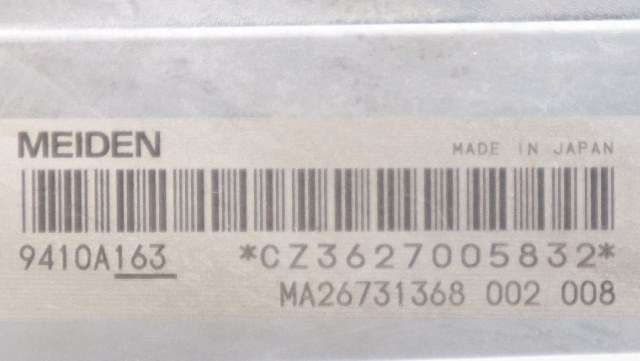 MEIDEN MADE IN JAPAN
9410A163 *CZ3627005832*
MA26731368 002 008